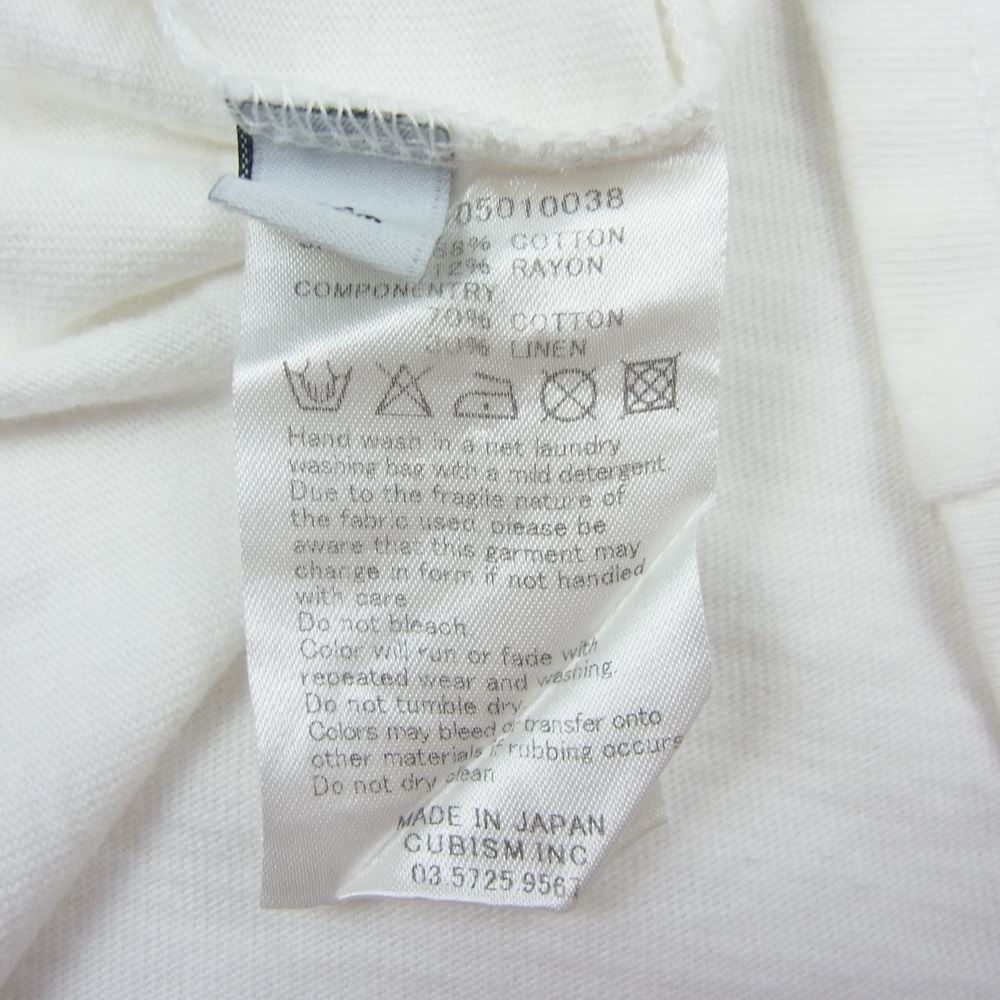 05010038
88% COTTON
12% RAYON
COMPONENTRY
70% COTTON
30% LINEN
Hand wash in a net laundry
washing bag with a mild detergent.
Due to the fragile nature of
the fabric used, please be
aware that this garment may
change in form if not handled
with care.
Do not bleach.
Color will run or fade with
repeated wear and washing.
Do not tumble dry.
Colors may bleed or transfer onto
other materials if rubbing occurs.
Do not dry clean.
MADE IN JAPAN
CUBISM INC.
03.5725.9567